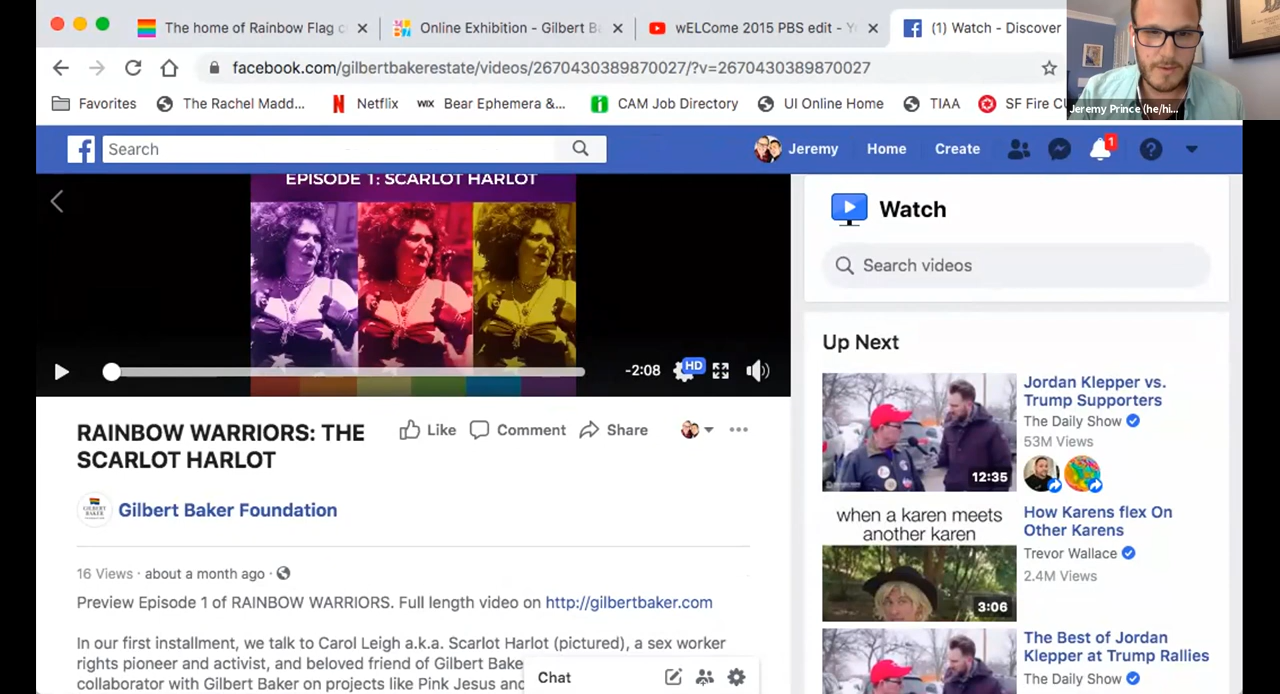 The home of Rainbow Flag c
Online Exhibition - Gilbert B
wELCome 2015 PBS edit - Y
(1) Watch - Discover
facebook.com/gilbertbakerestate/videos/2670430389870027/?v=2670430389870027
Favorites
The Rachel Madd...
Netflix
WIX
Bear Ephemera &...
CAM Job Directory
UI Online Home
TIAA
SF Fire CU
Jeremy Prince (he/hi...
Search
Jeremy
Home
Create
1
EPISODE 1: SCARLOT HARLOT
-2:08
HD
Watch
Search videos
RAINBOW WARRIORS: THE
SCARLOT HARLOT
Like
Comment
Share
GILBERT
BAKER
Gilbert Baker Foundation
16 Views · about a month ago ·
Preview Episode 1 of RAINBOW WARRIORS. Full length video on http://gilbertbaker.com
In our first installment, we talk to Carol Leigh a.k.a. Scarlot Harlot (pictured), a sex worker
rights pioneer and activist, and beloved friend of Gilbert Bake
collaborator with Gilbert Baker on projects like Pink Jesus and
Chat
Up Next
12:35
Jordan Klepper vs.
Trump Supporters
The Daily Show
53M Views
when a karen meets
another karen
3:06
How Karens flex On
Other Karens
Trevor Wallace
2.4M Views
The Best of Jordan
Klepper at Trump Rallies
The Daily Show